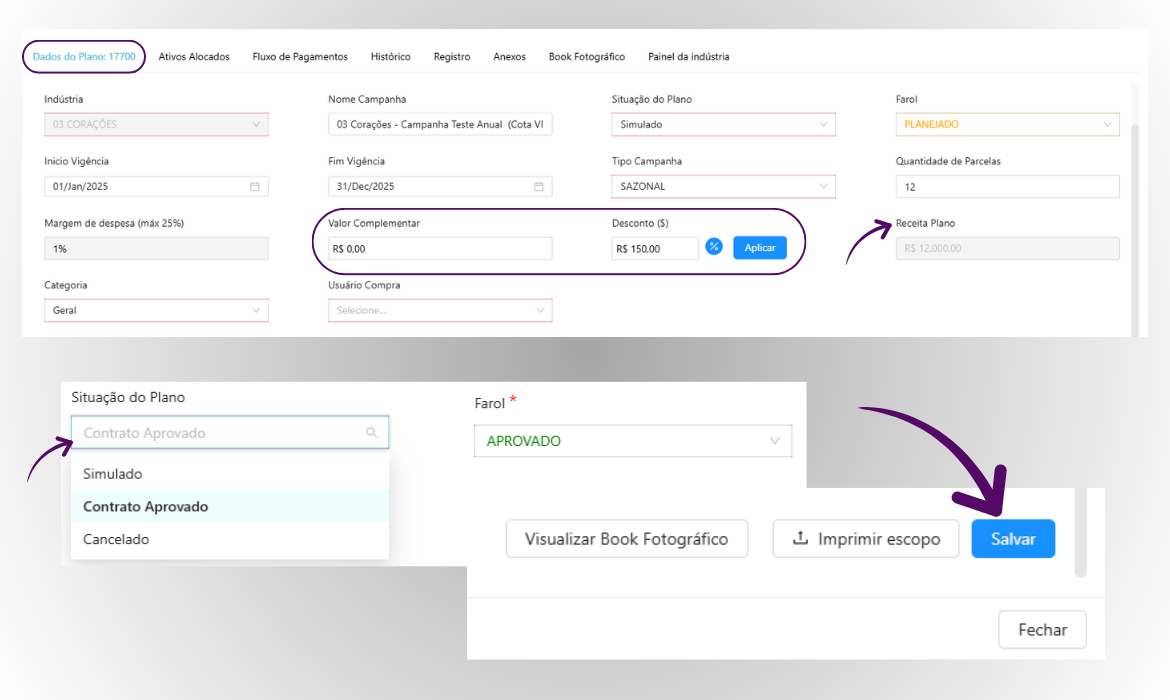 Dados do Plano: 17700 Ativos Alocados Fluxo de Pagamentos Histórico Registro Anexos Book Fotográfico Painel da indústria
Indústria Nome Campanha Situação do Plano Farol
03 CORAÇÕES 03 Corações - Campanha Teste Anual (Cota VI Simulado PLANEJADO
Inicio Vigência Fim Vigência Tipo Campanha Quantidade de Parcelas
01/Jan/2025 31/Dec/2025 SAZONAL 12
Margem de despesa (máx 25%) Valor Complementar Desconto ($) Receita Plano
1% R$ 0.00 R$ 150.00 % Aplicar R$ 12,000.00
Categoria Usuário Compra
Geral Selecione...
Situação do Plano Farol *
Contrato Aprovado APROVADO
Simulado
Contrato Aprovado
Cancelado
Visualizar Book Fotográfico Imprimir escopo Salvar
Fechar